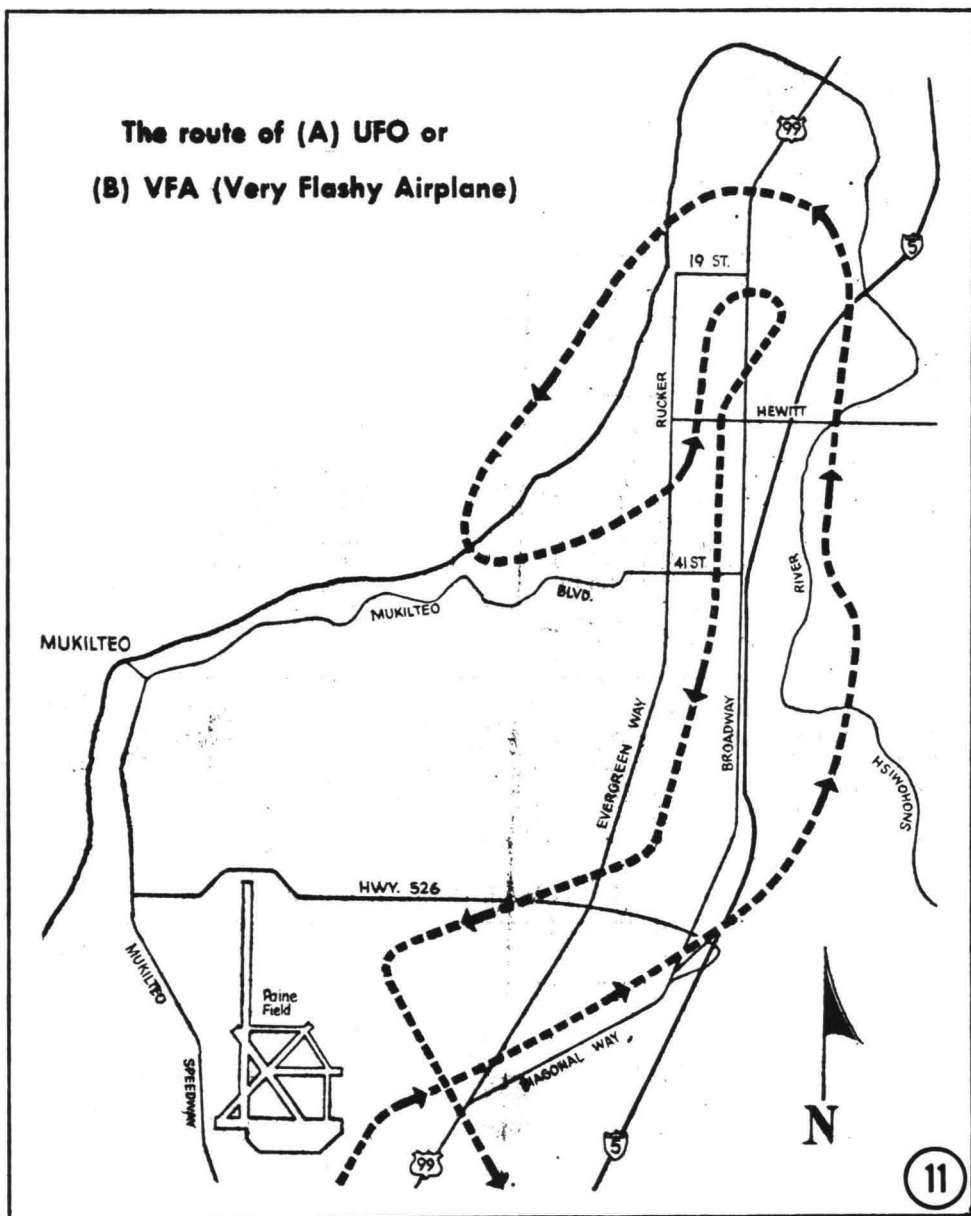 The route of (A) UFO or
(B) VFA (Very Flashy Airplane)
99
5
19 ST.
RUCKER
HEWITT
41 ST
MUKILTEO BLVD.
RIVER
MUKILTEO
SNOHOMISH
EVERGREEN WAY
BROADWAY
HWY. 526
MUKILTEO
SPEEDWAY
Paine
Field
DIAGONAL WAY
99
5
N
11